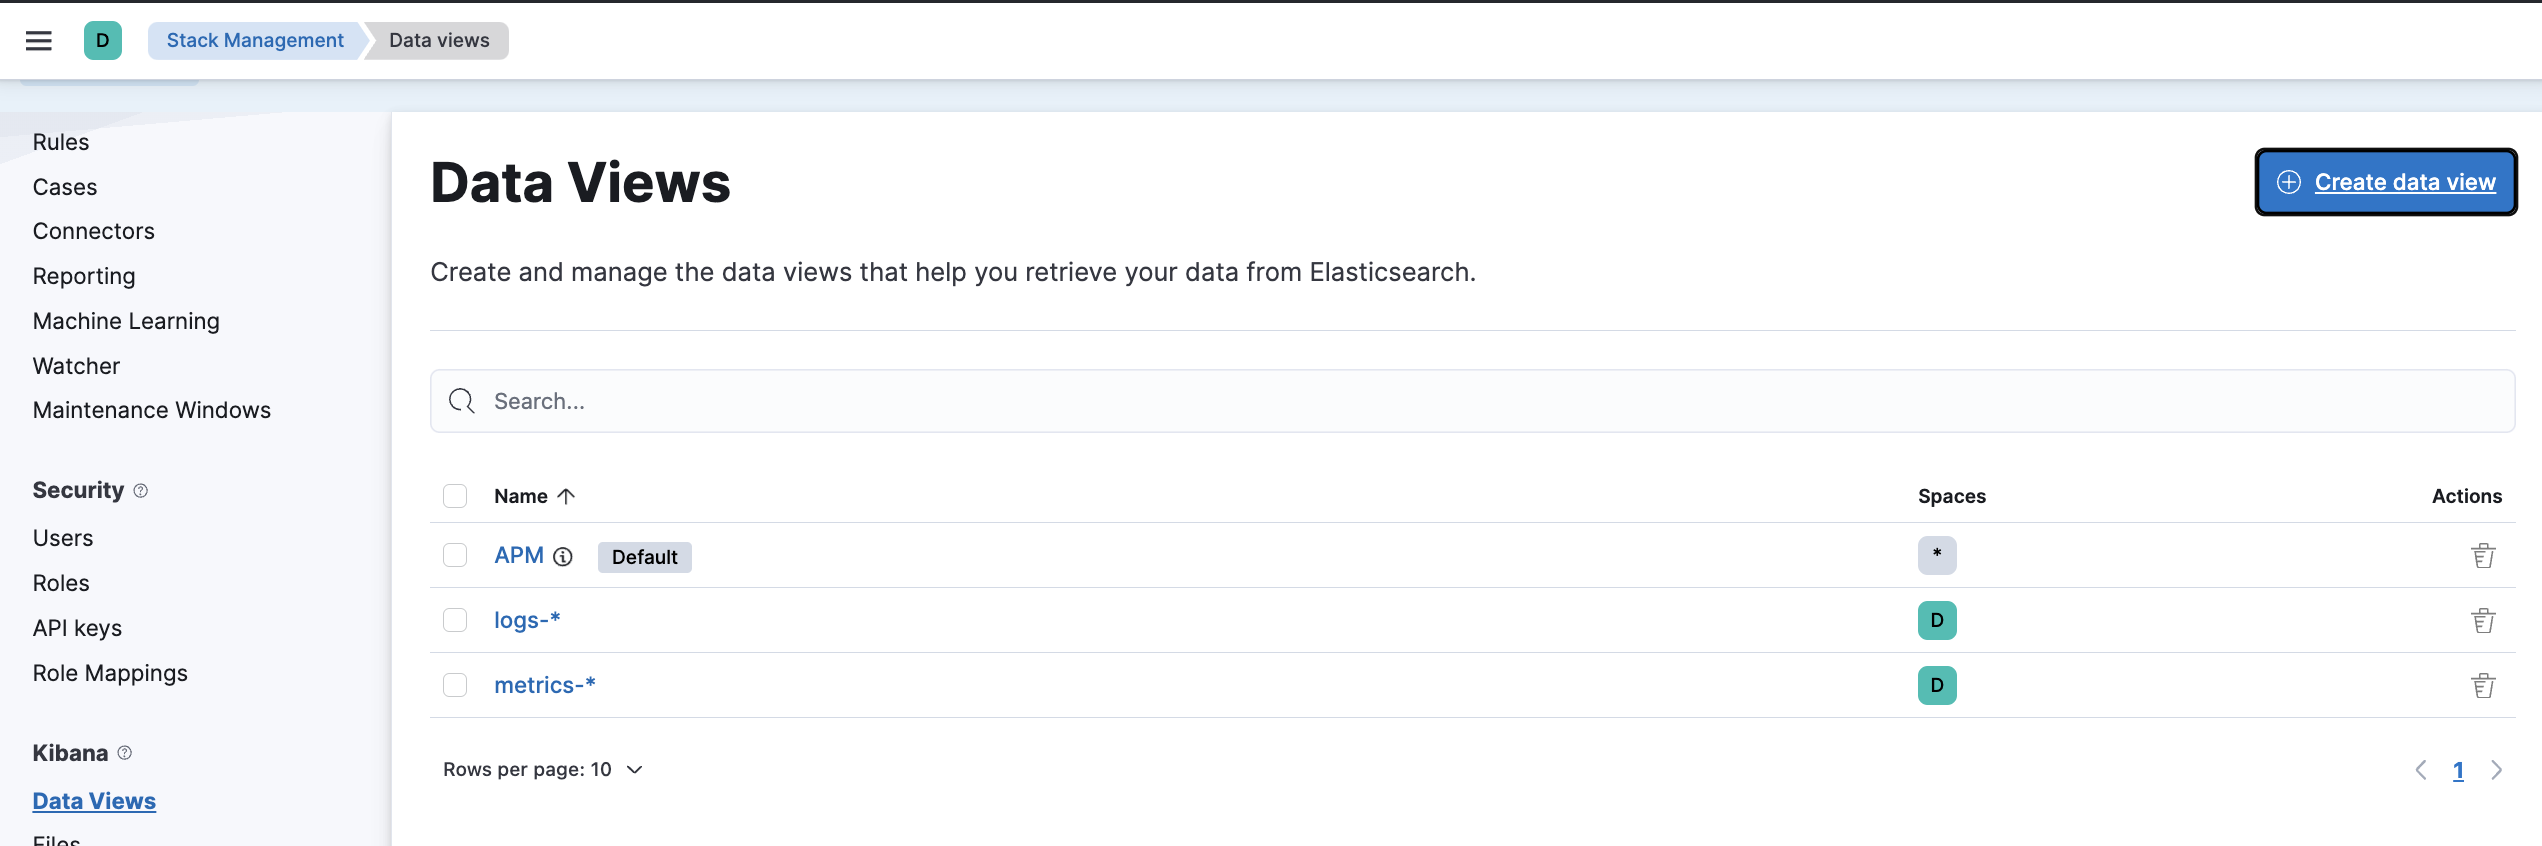 D Stack Management Data views
Rules
Cases
Connectors
Reporting
Machine Learning
Watcher
Maintenance Windows
Security
Users
Roles
API keys
Role Mappings
Kibana
Data Views
Files
Data Views
Create data view
Create and manage the data views that help you retrieve your data from Elasticsearch.
Search...
Name Spaces Actions
APM Default *
logs-* D
metrics-* D
Rows per page: 10
1